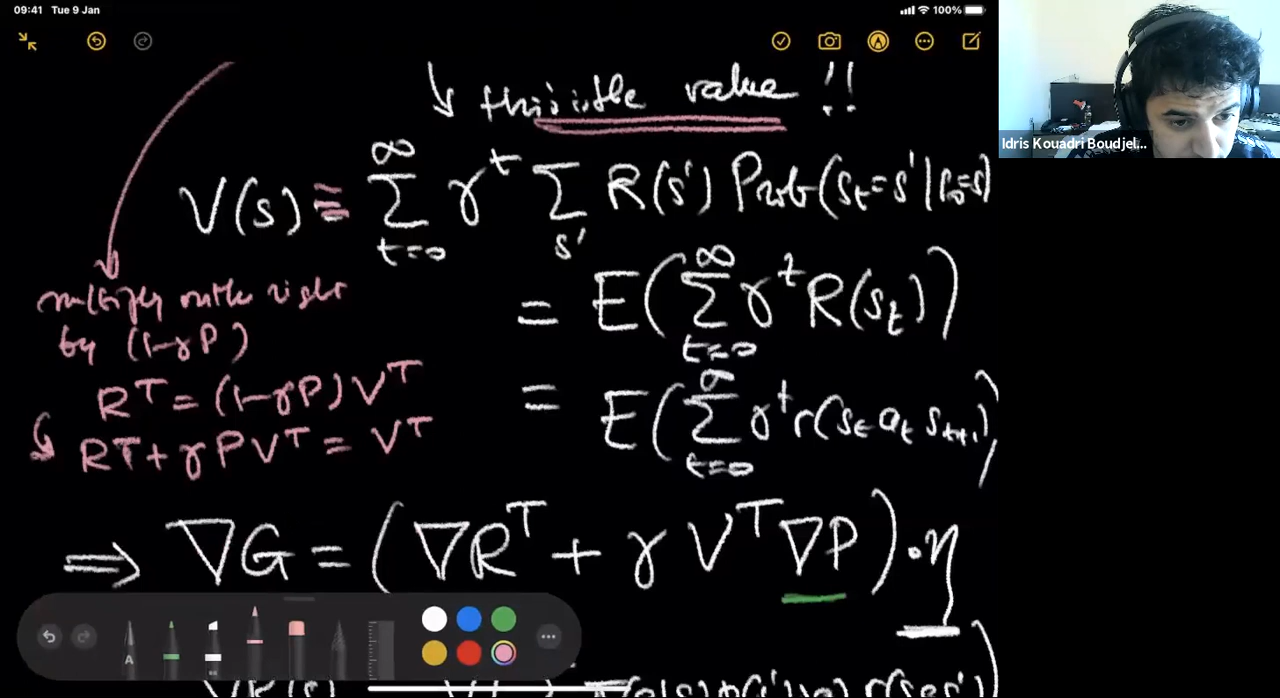 09:41 Tue 9 Jan 100%
Idris Kouadri Boudjel...
↓ this is the value !!
V(s) ≡ ∑_{t=0}^{∞} γ^t ∑_{s'} R(s') Prob(s_t=s'|s_0=s)
= E(∑_{t=0}^{∞} γ^t R(s_t))
= E(∑_{t=0}^{∞} γ^t r(s_t a_t s_{t+1}))
multiply on the right
by (1-γP)
R^T = (1-γP)V^T
R^T + γPV^T = V^T
⇒ ∇G = (∇R^T + γ V^T ∇P)·η
A